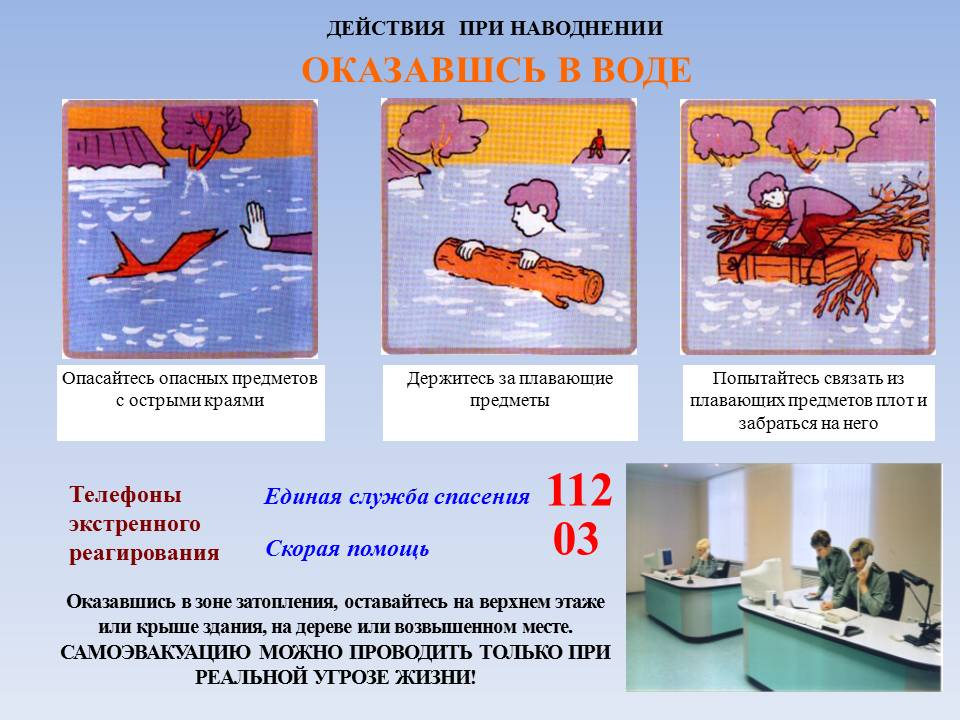 ДЕЙСТВИЯ ПРИ НАВОДНЕНИИ
ОКАЗАВШСЬ В ВОДЕ
Опасайтесь опасных предметов
с острыми краями
Держитесь за плавающие
предметы
Попытайтесь связать из
плавающих предметов плот и
забраться на него
Телефоны
экстренного
реагирования
Единая служба спасения 112
Скорая помощь 03
Оказавшись в зоне затопления, оставайтесь на верхнем этаже
или крыше здания, на дереве или возвышенном месте.
САМОЭВАКУАЦИЮ МОЖНО ПРОВОДИТЬ ТОЛЬКО ПРИ
РЕАЛЬНОЙ УГРОЗЕ ЖИЗНИ!